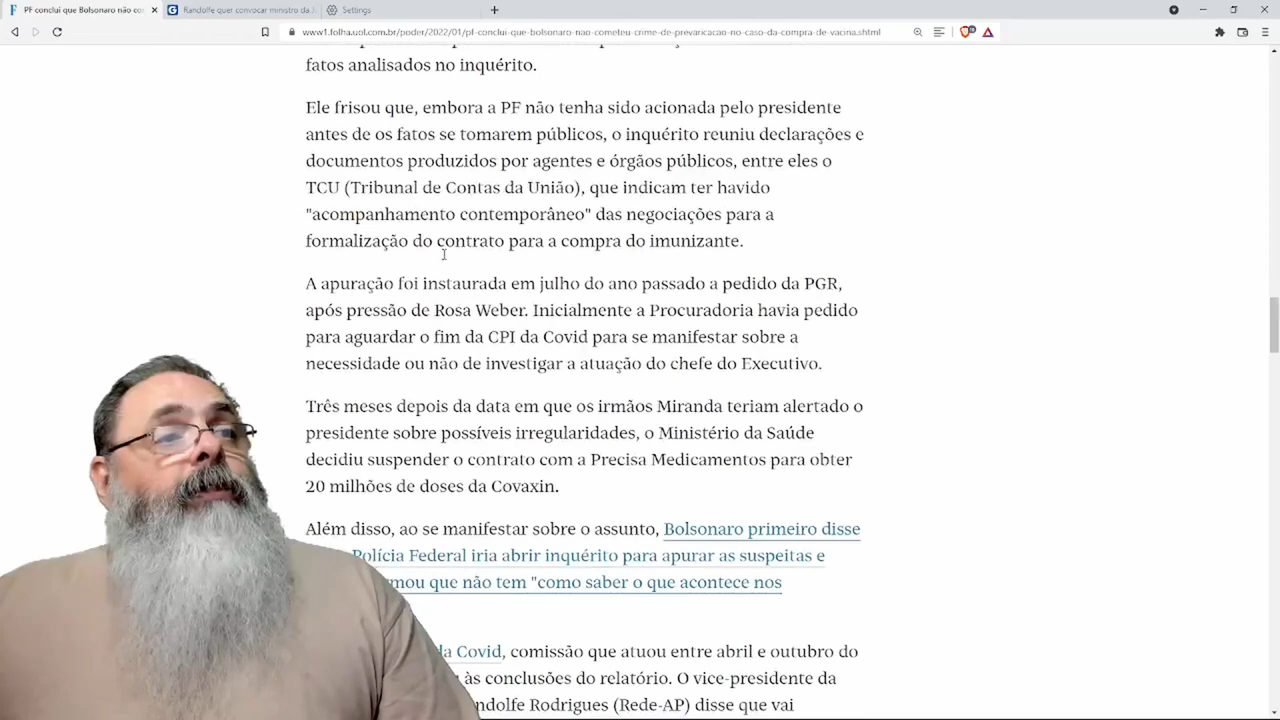 PF conclui que Bolsonaro não co
Randolfe quer convocar ministro da J
Settings
www1.folha.uol.com.br/poder/2022/01/pf-conclui-que-bolsonaro-nao-cometeu-crime-de-prevaricacao-no-caso-da-compra-de-vacina.shtml
fatos analisados no inquérito.
Ele frisou que, embora a PF não tenha sido acionada pelo presidente
antes de os fatos se tornarem públicos, o inquérito reuniu declarações e
documentos produzidos por agentes e órgãos públicos, entre eles o
TCU (Tribunal de Contas da União), que indicam ter havido
"acompanhamento contemporâneo" das negociações para a
formalização do contrato para a compra do imunizante.
A apuração foi instaurada em julho do ano passado a pedido da PGR,
após pressão de Rosa Weber. Inicialmente a Procuradoria havia pedido
para aguardar o fim da CPI da Covid para se manifestar sobre a
necessidade ou não de investigar a atuação do chefe do Executivo.
Três meses depois da data em que os irmãos Miranda teriam alertado o
presidente sobre possíveis irregularidades, o Ministério da Saúde
decidiu suspender o contrato com a Precisa Medicamentos para obter
20 milhões de doses da Covaxin.
Além disso, ao se manifestar sobre o assunto, Bolsonaro primeiro disse
Polícia Federal iria abrir inquérito para apurar as suspeitas e
mou que não tem "como saber o que acontece nos
da Covid, comissão que atuou entre abril e outubro do
às conclusões do relatório. O vice-presidente da
ndolfe Rodrigues (Rede-AP) disse que vai